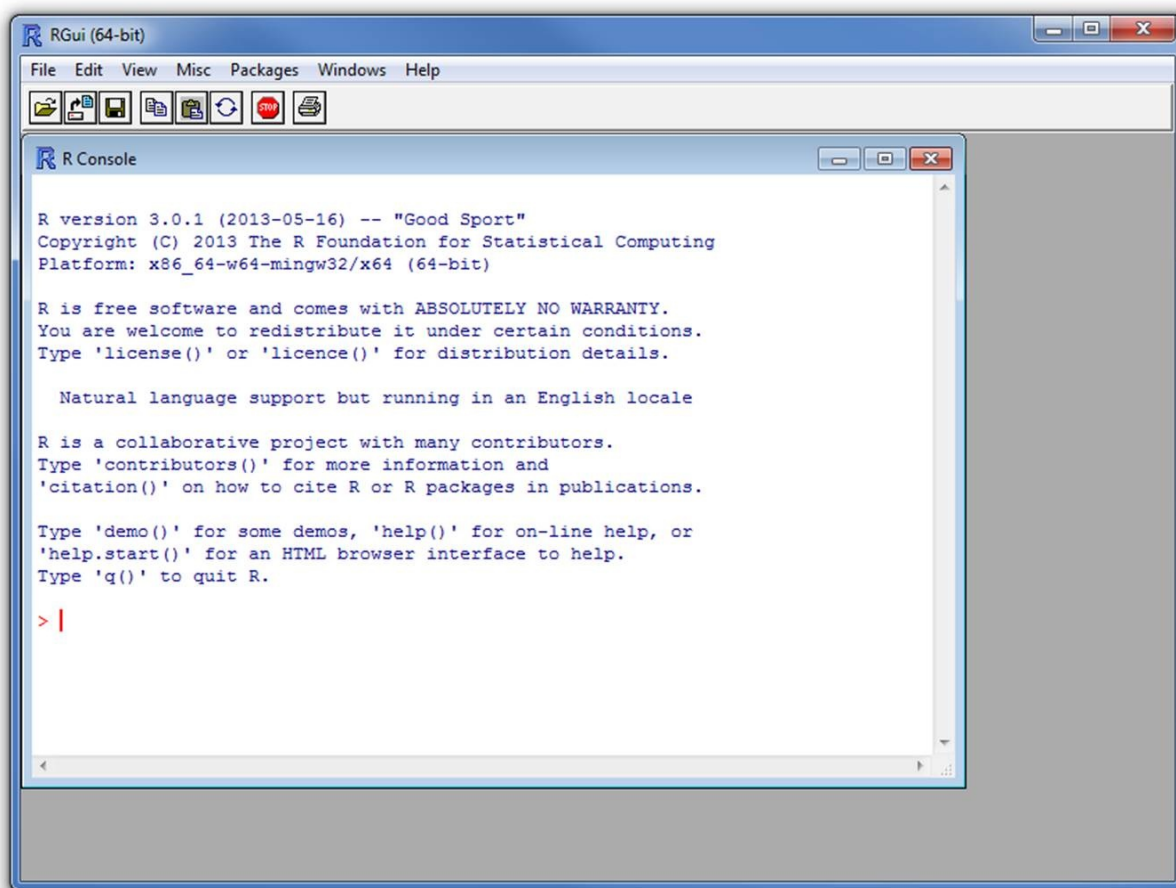 RGui (64-bit)
File Edit View Misc Packages Windows Help
STOP
R Console
R version 3.0.1 (2013-05-16) -- "Good Sport"
Copyright (C) 2013 The R Foundation for Statistical Computing
Platform: x86_64-w64-mingw32/x64 (64-bit)
R is free software and comes with ABSOLUTELY NO WARRANTY.
You are welcome to redistribute it under certain conditions.
Type 'license()' or 'licence()' for distribution details.
Natural language support but running in an English locale
R is a collaborative project with many contributors.
Type 'contributors()' for more information and
'citation()' on how to cite R or R packages in publications.
Type 'demo()' for some demos, 'help()' for on-line help, or
'help.start()' for an HTML browser interface to help.
Type 'q()' to quit R.
>